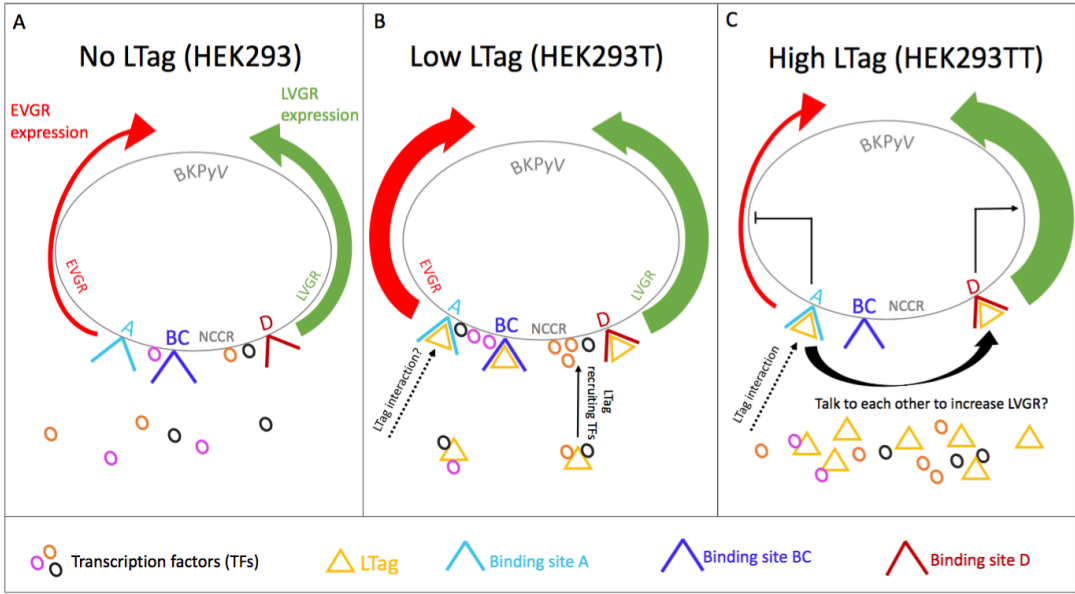 A
No LTag (HEK293)
EVGR
expression
LVGR
expression
BKPyV
EVGR
LVGR
A
BC
NCCR
D
B
Low LTag (HEK293T)
BKPyV
EVGR
LVGR
A
BC
NCCR
D
LTag interaction?
LTag
recruiting TFs
C
High LTag (HEK293TT)
BKPyV
A
BC
NCCR
D
LTag interaction
Talk to each other to increase LVGR?
Transcription factors (TFs)
LTag
Binding site A
Binding site BC
Binding site D